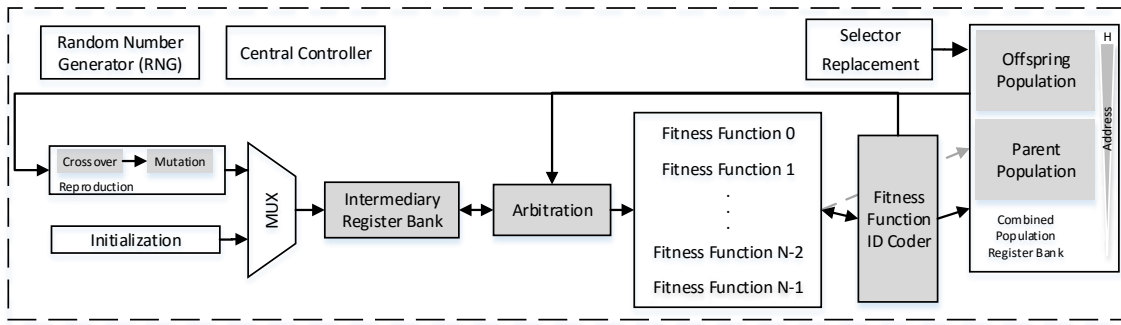 Random Number
Generator (RNG)
Central Controller
Selector
Replacement
H
Offspring
Population
Address
Parent
Population
Combined
Population
Register Bank
Crossover
Mutation
Reproduction
Initialization
MUX
Intermediary
Register Bank
Arbitration
Fitness Function 0
Fitness Function 1
.
.
.
Fitness Function N-2
Fitness Function N-1
Fitness
Function
ID Coder